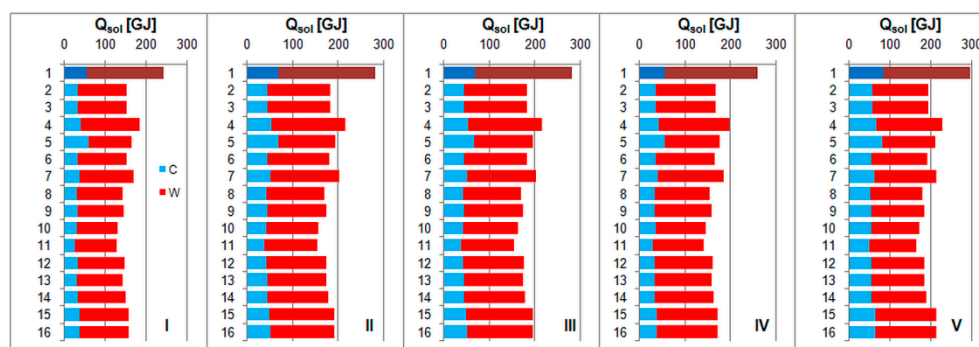 Qsol [GJ] Qsol [GJ] Qsol [GJ] Qsol [GJ] Qsol [GJ]
0 100 200 300 0 100 200 300 0 100 200 300 0 100 200 300 0 100 200 300
1 1 1 1 1
2 2 2 2 2
3 3 3 3 3
4 4 4 4 4
5 5 5 5 5
6 C 6 6 6 6
7 7 7 7 7
8 W 8 8 8 8
9 9 9 9 9
10 10 10 10 10
11 11 11 11 11
12 12 12 12 12
13 13 13 13 13
14 14 14 14 14
15 I 15 II 15 III 15 IV 15 V
16 16 16 16 16